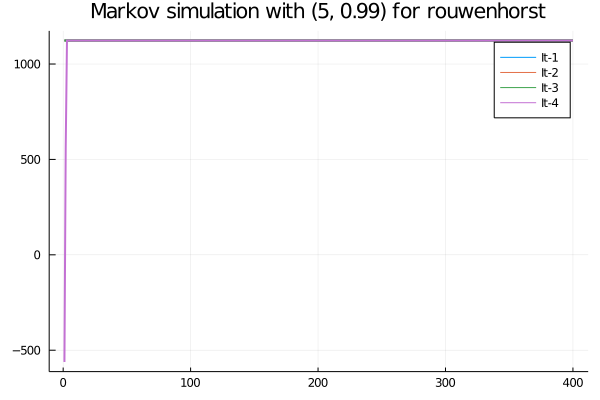 Markov simulation with (5, 0.99) for rouwenhorst
1000
500
0
−500
It-1
It-2
It-3
It-4
0
100
200
300
400